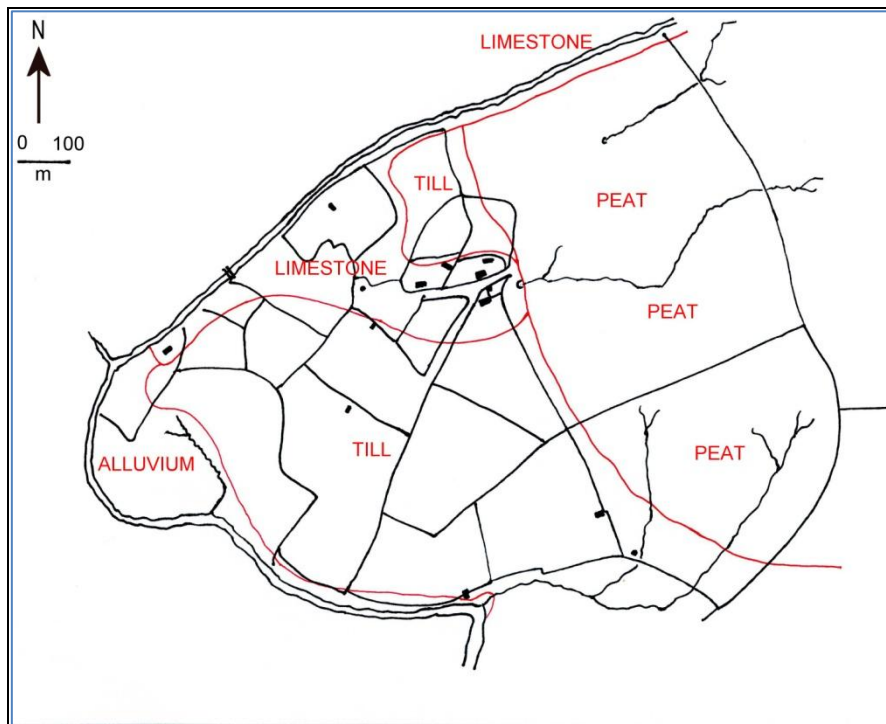 N
LIMESTONE
0 100
m
TILL
PEAT
LIMESTONE
PEAT
TILL
ALLUVIUM
PEAT